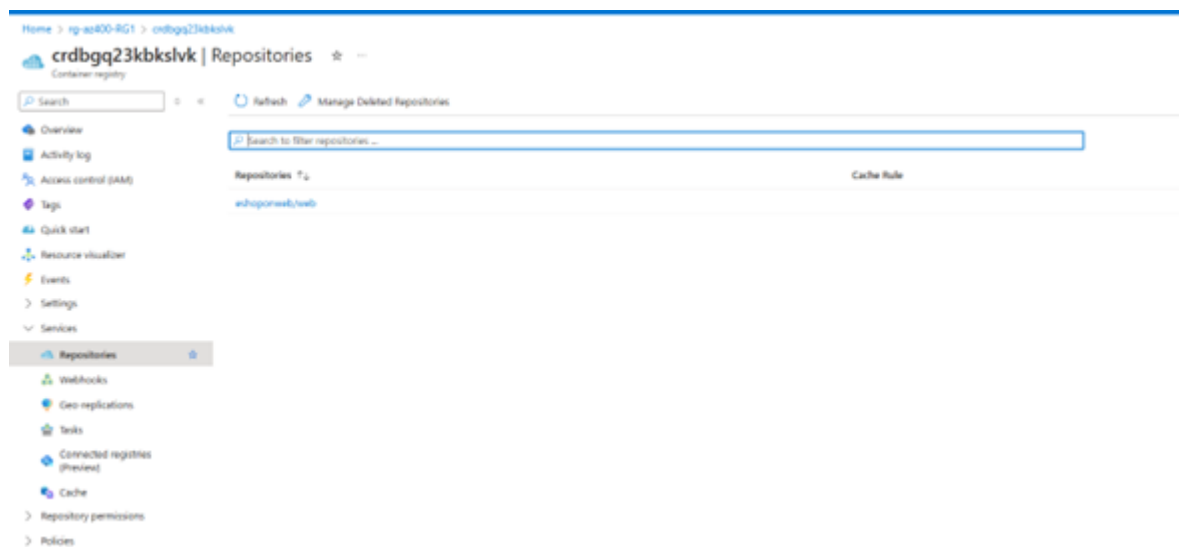 Home > rg-az400-RG1 > crdbgq23kbkslvk
crdbgq23kbkslvk | Repositories
Container registry
Search
Refresh Manage Deleted Repositories
Search to filter repositories ...
Repositories Cache Rule
eshoponweb/web
Overview
Activity log
Access control (IAM)
Tags
Quick start
Resource visualizer
Events
Settings
Services
Repositories
Webhooks
Geo-replications
Tasks
Connected registries
(Preview)
Cache
Repository permissions
Policies